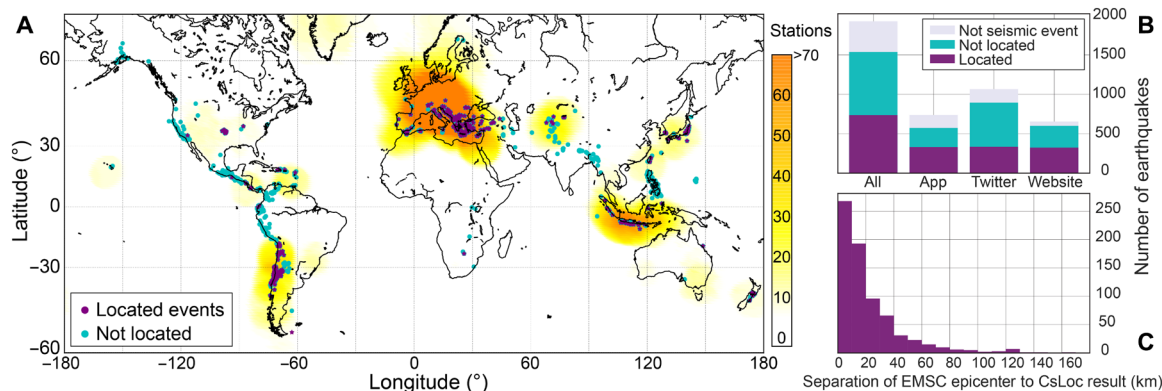 A
60
30
0
−30
−60
Latitude (°)
−180
−120
−60
0
60
120
180
Longitude (°)
Located events
Not located
Stations
>70
60
50
40
30
20
10
0
B
Not seismic event
Not located
Located
2000
1500
1000
500
0
All
App
Twitter
Website
Number of earthquakes
250
200
150
100
50
0
C
0
20
40
60
80
100
120
140
160
Separation of EMSC epicenter to CsLoc result (km)